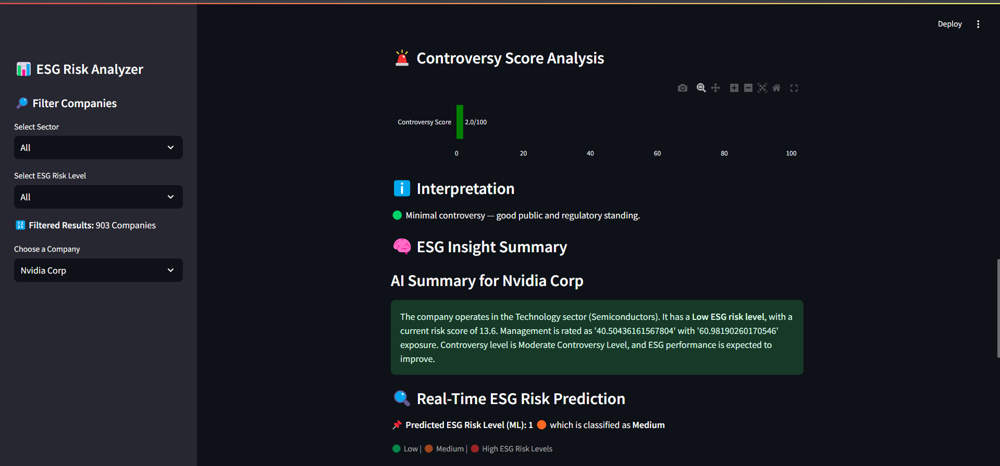 Deploy
ESG Risk Analyzer
Filter Companies
Select Sector
All
Select ESG Risk Level
All
Filtered Results: 903 Companies
Choose a Company
Nvidia Corp
Controversy Score Analysis
Controversy Score 2.0/100
0 20 40 60 80 100
Interpretation
Minimal controversy — good public and regulatory standing.
ESG Insight Summary
AI Summary for Nvidia Corp
The company operates in the Technology sector (Semiconductors). It has a Low ESG risk level, with a
current risk score of 13.6. Management is rated as '40.50436161567804' with '60.98190260170546'
exposure. Controversy level is Moderate Controversy Level, and ESG performance is expected to
improve.
Real-Time ESG Risk Prediction
Predicted ESG Risk Level (ML): 1 which is classified as Medium
Low | Medium | High ESG Risk Levels